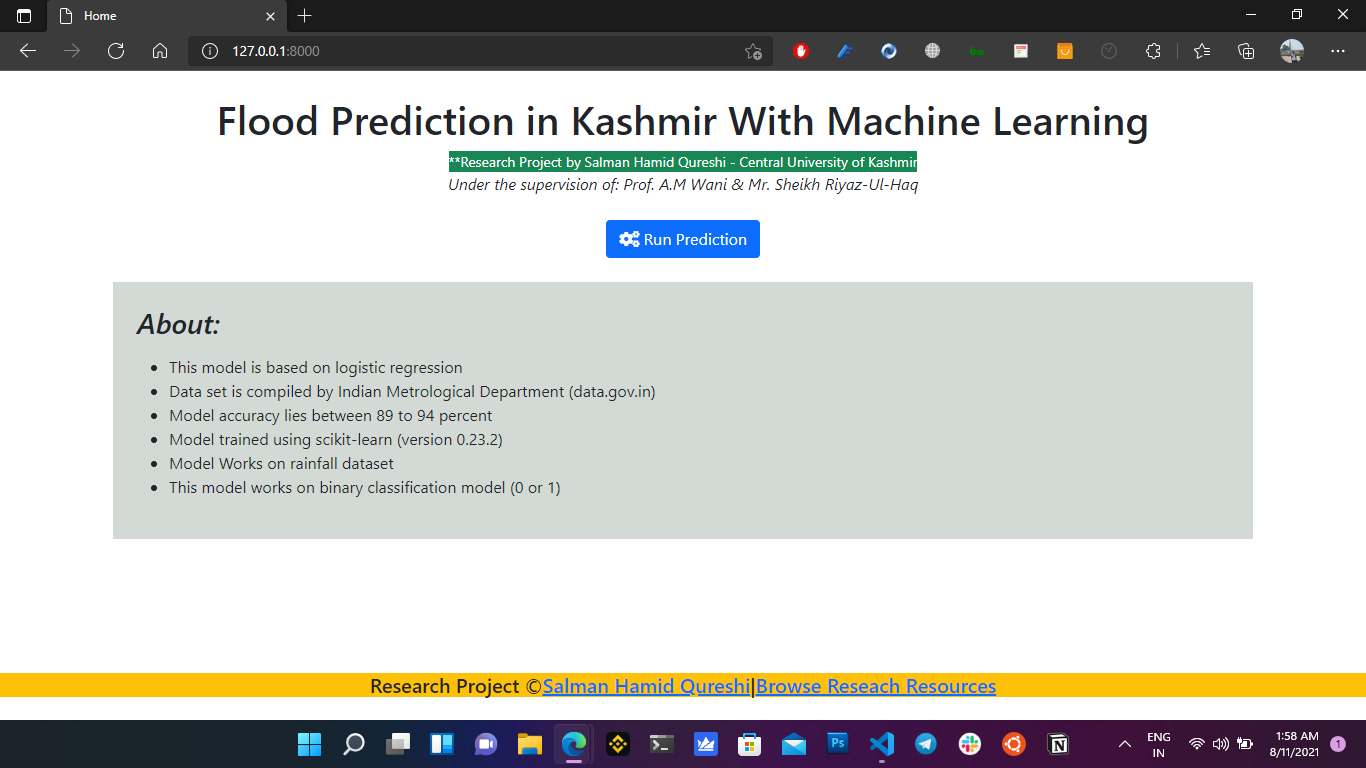 Home
127.0.0.1:8000
Flood Prediction in Kashmir With Machine Learning
**Research Project by Salman Hamid Qureshi - Central University of Kashmir
Under the supervision of: Prof. A.M Wani & Mr. Sheikh Riyaz-Ul-Haq
Run Prediction
About:
This model is based on logistic regression
Data set is compiled by Indian Metrological Department (data.gov.in)
Model accuracy lies between 89 to 94 percent
Model trained using scikit-learn (version 0.23.2)
Model Works on rainfall dataset
This model works on binary classification model (0 or 1)
Research Project ©Salman Hamid Qureshi|Browse Reseach Resources
Ps
ENG
IN
1:58 AM
8/11/2021
1